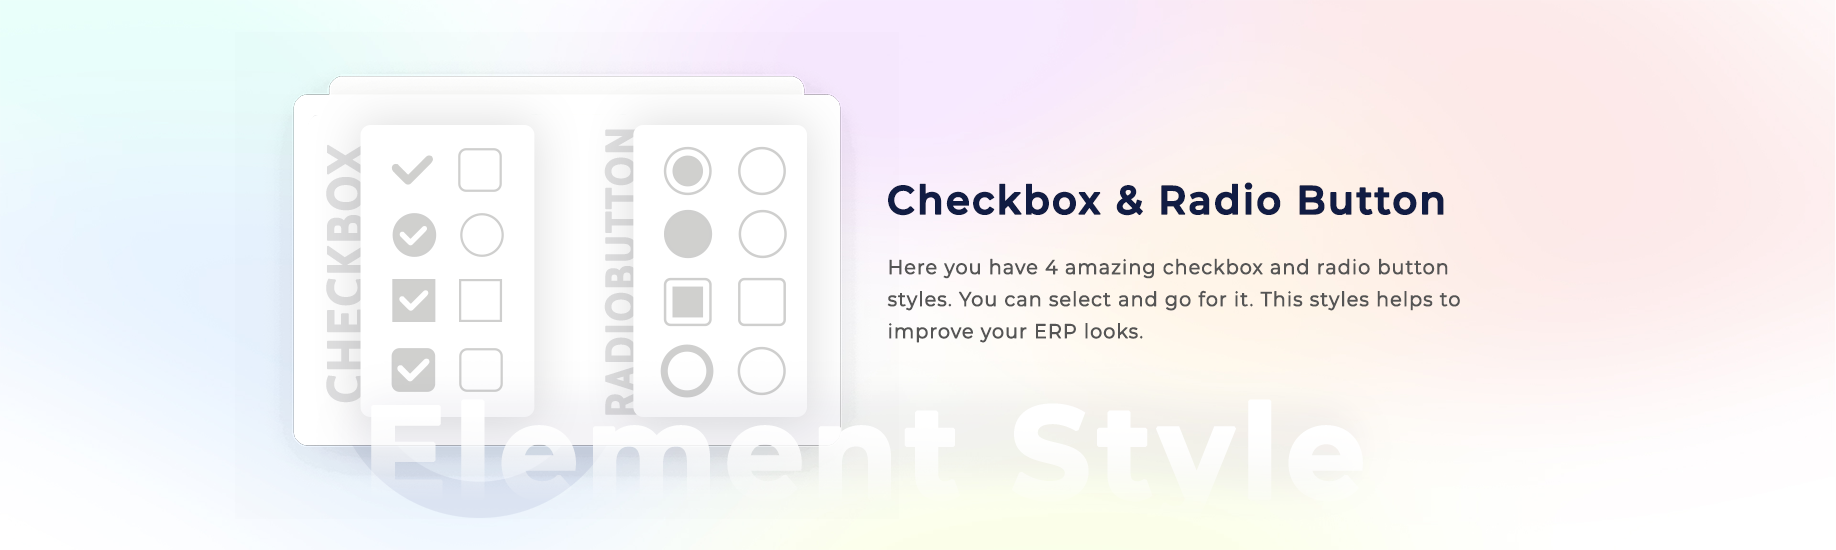 CHECKBOX
RADIOBUTTON
Checkbox & Radio Button
Here you have 4 amazing checkbox and radio button
styles. You can select and go for it. This styles helps to
improve your ERP looks.
Element Style